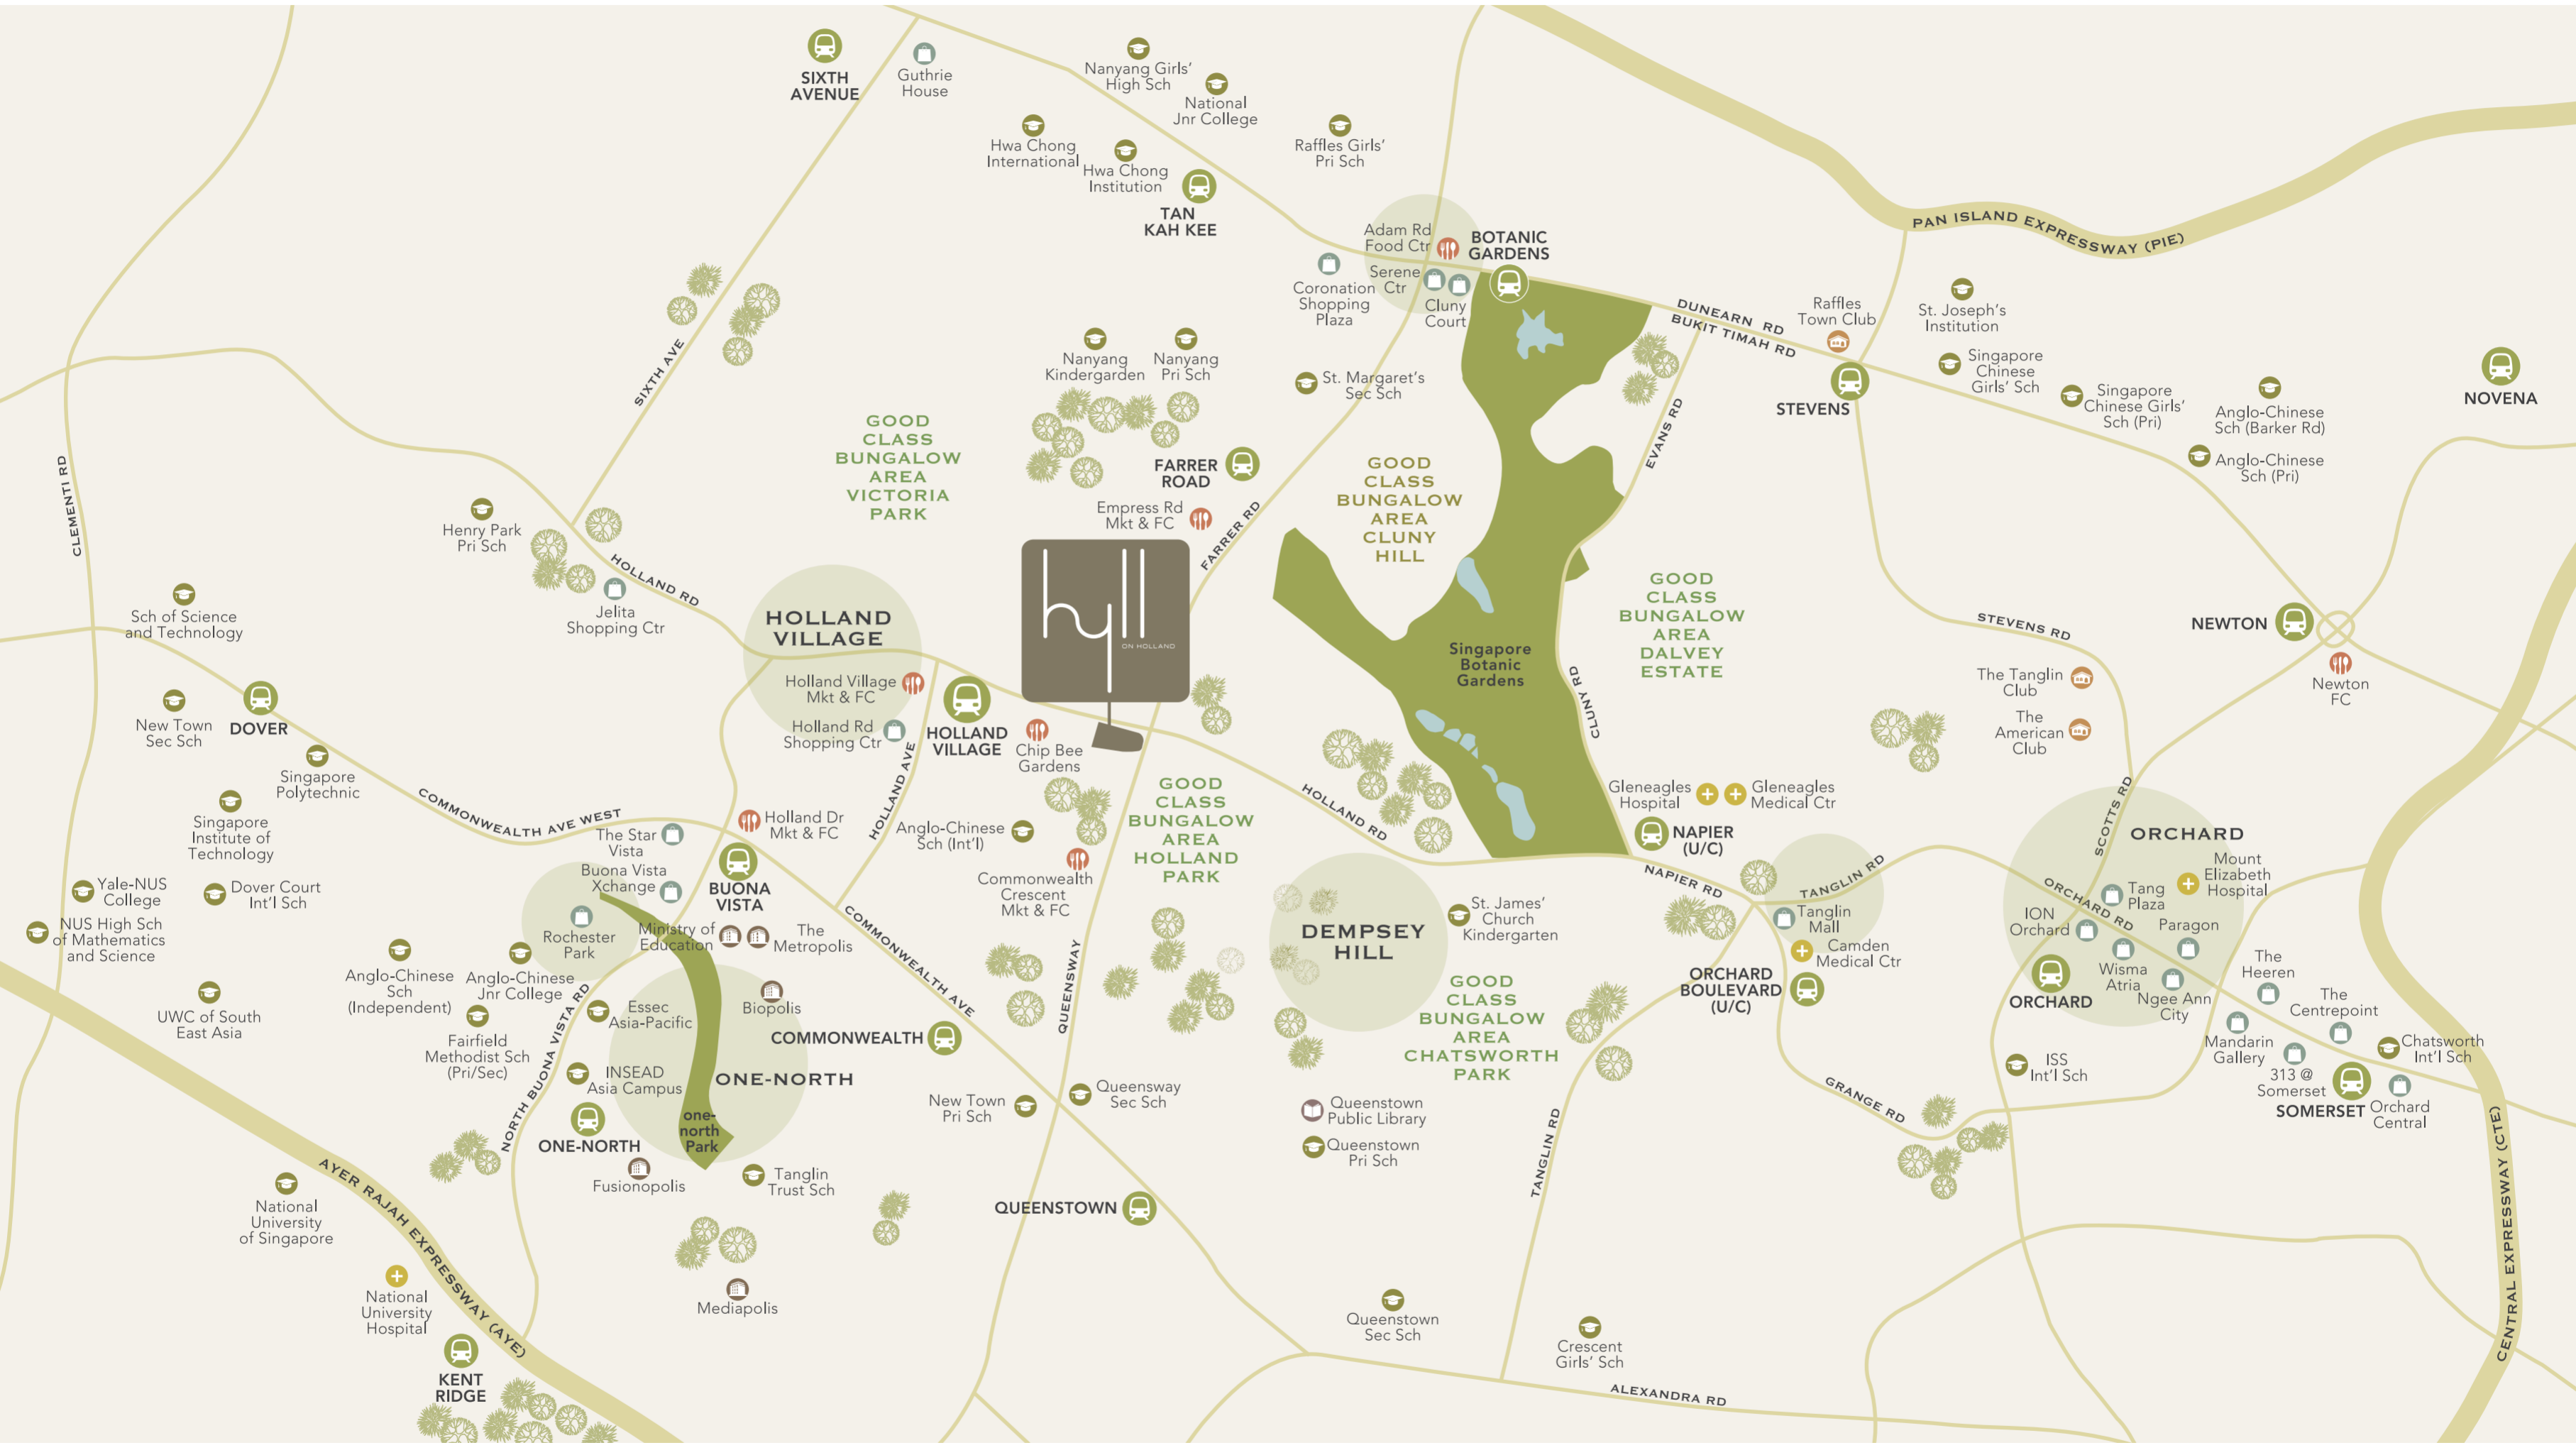 SIXTH
AVENUE
Guthrie
House
Nanyang Girls'
High Sch
National
Jnr College
Hwa Chong
International
Hwa Chong
Institution
Raffles Girls'
Pri Sch
TAN
KAH KEE
Adam Rd
Food Ctr
BOTANIC
GARDENS
Serene
Ctr
Cluny
Court
Coronation
Shopping
Plaza
PAN ISLAND EXPRESSWAY (PIE)
DUNEARN RD
BUKIT TIMAH RD
Raffles
Town Club
St. Joseph's
Institution
Singapore
Chinese
Girls' Sch
Singapore
Chinese Girls'
Sch (Pri)
Anglo-Chinese
Sch (Barker Rd)
Anglo-Chinese
Sch (Pri)
NOVENA
STEVENS
SIXTH AVE
Nanyang
Kindergarden
Nanyang
Pri Sch
St. Margaret's
Sec Sch
EVANS RD
GOOD
CLASS
BUNGALOW
AREA
VICTORIA
PARK
FARRER
ROAD
Empress Rd
Mkt & FC
FARRER RD
GOOD
CLASS
BUNGALOW
AREA
CLUNY
HILL
CLEMENTI RD
Henry Park
Pri Sch
HOLLAND RD
Jelita
Shopping Ctr
Sch of Science
and Technology
HOLLAND
VILLAGE
hyll
ON HOLLAND
Singapore
Botanic
Gardens
GOOD
CLASS
BUNGALOW
AREA
DALVEY
ESTATE
STEVENS RD
NEWTON
Newton
FC
The Tanglin
Club
The
American
Club
CLUNY RD
Holland Village
Mkt & FC
Holland Rd
Shopping Ctr
HOLLAND
VILLAGE
Chip Bee
Gardens
New Town
Sec Sch
DOVER
Singapore
Polytechnic
Singapore
Institute of
Technology
COMMONWEALTH AVE WEST
The Star
Vista
Holland Dr
Mkt & FC
HOLLAND AVE
Anglo-Chinese
Sch (Int'l)
GOOD
CLASS
BUNGALOW
AREA
HOLLAND
PARK
HOLLAND RD
Gleneagles
Hospital
Gleneagles
Medical Ctr
NAPIER
(U/C)
NAPIER RD
TANGLIN RD
SCOTTS RD
ORCHARD
Mount
Elizabeth
Hospital
ORCHARD RD
Tang
Plaza
ION
Orchard
Paragon
Wisma
Atria
Ngee Ann
City
ORCHARD
The
Heeren
The
Centrepoint
Mandarin
Gallery
313 @
Somerset
SOMERSET
Orchard
Central
Chatsworth
Int'l Sch
Yale-NUS
College
Dover Court
Int'l Sch
NUS High Sch
of Mathematics
and Science
Buona Vista
Xchange
BUONA
VISTA
Rochester
Park
Ministry of
Education
The
Metropolis
Commonwealth
Crescent
Mkt & FC
COMMONWEALTH AVE
QUEENSWAY
DEMPSEY
HILL
St. James'
Church
Kindergarten
Tanglin
Mall
Camden
Medical Ctr
ORCHARD
BOULEVARD
(U/C)
GOOD
CLASS
BUNGALOW
AREA
CHATSWORTH
PARK
Anglo-Chinese
Sch
(Independent)
Anglo-Chinese
Jnr College
UWC of South
East Asia
Fairfield
Methodist Sch
(Pri/Sec)
Essec
Asia-Pacific
Biopolis
COMMONWEALTH
INSEAD
Asia Campus
ONE-NORTH
NORTH BUONA VISTA RD
ONE-NORTH
one-
north
Park
Fusionopolis
Tanglin
Trust Sch
New Town
Pri Sch
Queensway
Sec Sch
Queenstown
Public Library
Queenstown
Pri Sch
TANGLIN RD
GRANGE RD
ISS
Int'l Sch
CENTRAL EXPRESSWAY (CTE)
AYER RAJAH EXPRESSWAY (AYE)
National
University
of Singapore
QUEENSTOWN
National
University
Hospital
Mediapolis
KENT
RIDGE
Queenstown
Sec Sch
Crescent
Girls' Sch
ALEXANDRA RD